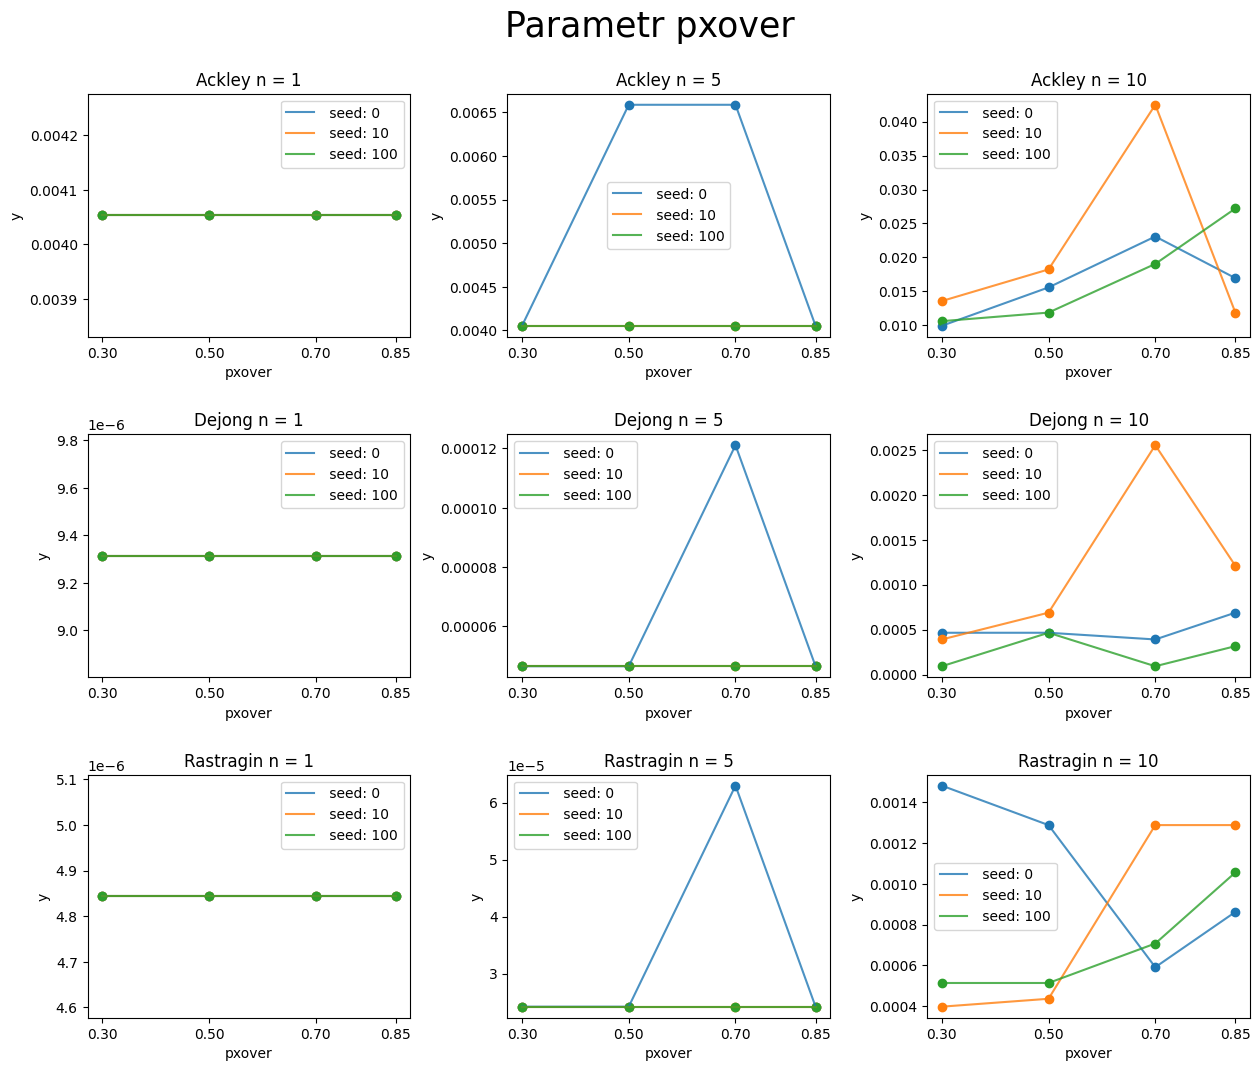 Parametr pxover
Ackley n = 1
0.0042
0.0041
0.0040
0.0039
y
seed: 0
seed: 10
seed: 100
0.30 0.50 0.70 0.85
pxover
Ackley n = 5
0.0065
0.0060
0.0055
0.0050
0.0045
0.0040
y
seed: 0
seed: 10
seed: 100
0.30 0.50 0.70 0.85
pxover
Ackley n = 10
0.040
0.035
0.030
0.025
0.020
0.015
0.010
y
seed: 0
seed: 10
seed: 100
0.30 0.50 0.70 0.85
pxover
Dejong n = 1
1e−6
9.8
9.6
9.4
9.2
9.0
y
seed: 0
seed: 10
seed: 100
0.30 0.50 0.70 0.85
pxover
Dejong n = 5
0.00012
0.00010
0.00008
0.00006
y
seed: 0
seed: 10
seed: 100
0.30 0.50 0.70 0.85
pxover
Dejong n = 10
0.0025
0.0020
0.0015
0.0010
0.0005
0.0000
y
seed: 0
seed: 10
seed: 100
0.30 0.50 0.70 0.85
pxover
Rastragin n = 1
1e−6
5.1
5.0
4.9
4.8
4.7
4.6
y
seed: 0
seed: 10
seed: 100
0.30 0.50 0.70 0.85
pxover
Rastragin n = 5
1e−5
6
5
4
3
y
seed: 0
seed: 10
seed: 100
0.30 0.50 0.70 0.85
pxover
Rastragin n = 10
0.0014
0.0012
0.0010
0.0008
0.0006
0.0004
y
seed: 0
seed: 10
seed: 100
0.30 0.50 0.70 0.85
pxover